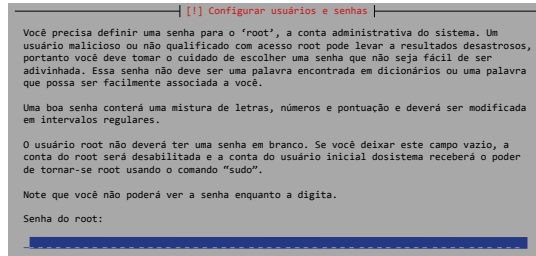 [!] Configurar usuários e senhas
Você precisa definir uma senha para o ‘root’, a conta administrativa do sistema. Um
usuário malicioso ou não qualificado com acesso root pode levar a resultados desastrosos,
portanto você deve tomar o cuidado de escolher uma senha que não seja fácil de ser
adivinhada. Essa senha não deve ser uma palavra encontrada em dicionários ou uma palavra
que possa ser facilmente associada a você.
Uma boa senha conterá uma mistura de letras, números e pontuação e deverá ser modificada
em intervalos regulares.
O usuário root não deverá ter uma senha em branco. Se você deixar este campo vazio, a
conta do root será desabilitada e a conta do usuário inicial dosistema receberá o poder
de tornar-se root usando o comando “sudo”.
Note que você não poderá ver a senha enquanto a digita.
Senha do root: